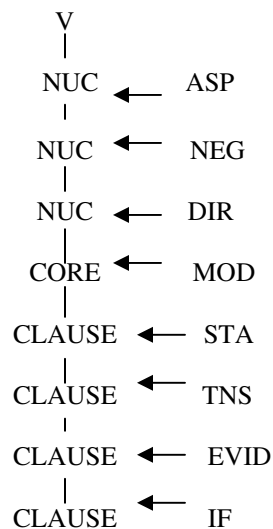 V
NUC ASP
NUC NEG
NUC DIR
CORE MOD
CLAUSE STA
CLAUSE TNS
CLAUSE EVID
CLAUSE IF